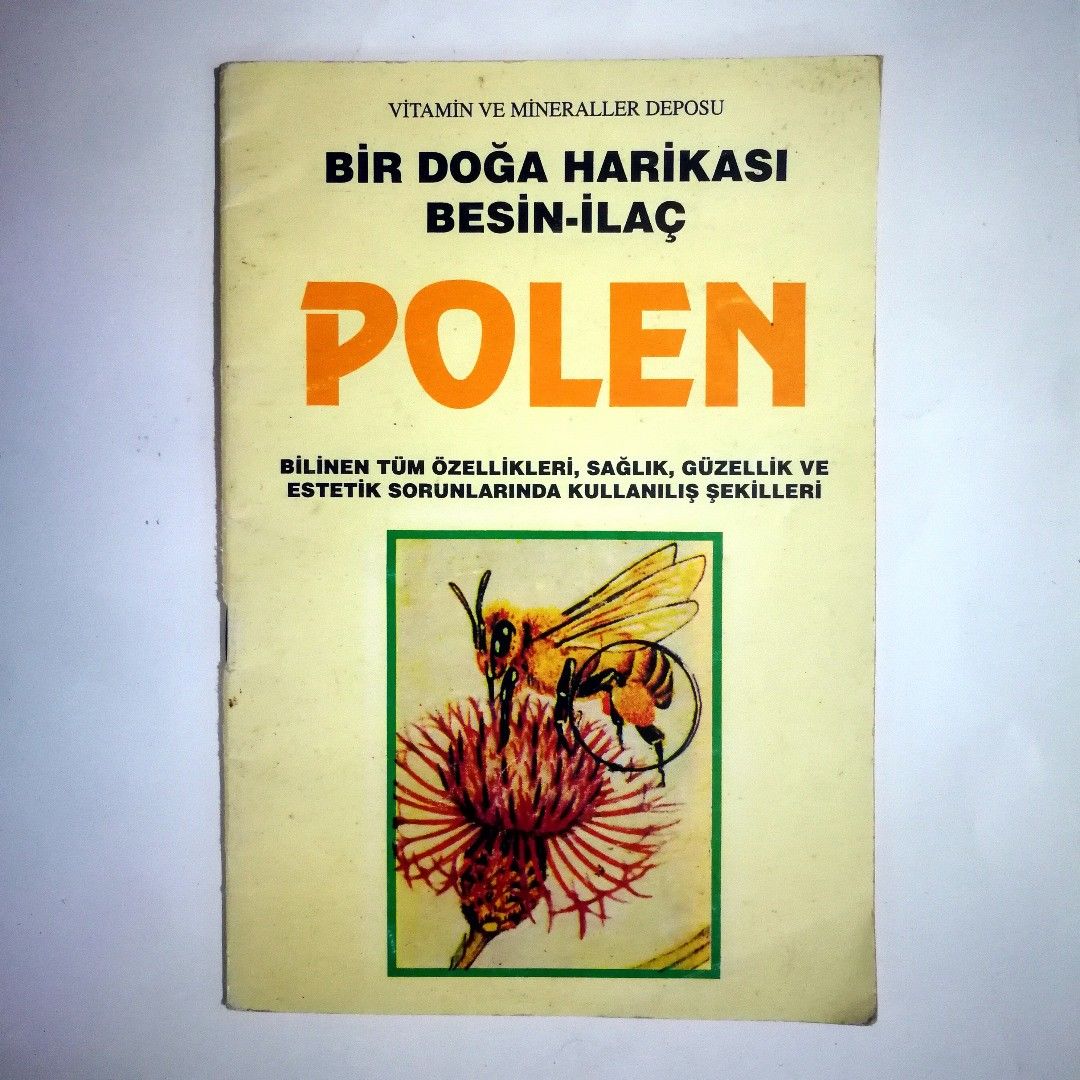 VİTAMİN VE MİNERALLER DEPOSU
BİR DOĞA HARİKASI
BESİN-İLAÇ
POLEN
BİLİNEN TÜM ÖZELLİKLERİ, SAĞLIK, GÜZELLİK VE
ESTETİK SORUNLARINDA KULLANILIŞ ŞEKİLLERİ